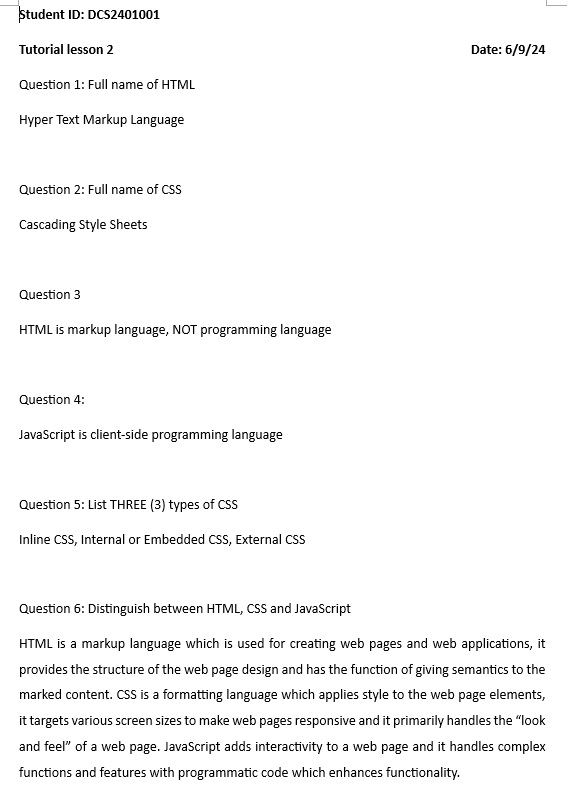 Student ID: DCS2401001
Tutorial lesson 2 Date: 6/9/24
Question 1: Full name of HTML
Hyper Text Markup Language
Question 2: Full name of CSS
Cascading Style Sheets
Question 3
HTML is markup language, NOT programming language
Question 4:
JavaScript is client-side programming language
Question 5: List THREE (3) types of CSS
Inline CSS, Internal or Embedded CSS, External CSS
Question 6: Distinguish between HTML, CSS and JavaScript
HTML is a markup language which is used for creating web pages and web applications, it
provides the structure of the web page design and has the function of giving semantics to the
marked content. CSS is a formatting language which applies style to the web page elements,
it targets various screen sizes to make web pages responsive and it primarily handles the “look
and feel” of a web page. JavaScript adds interactivity to a web page and it handles complex
functions and features with programmatic code which enhances functionality.